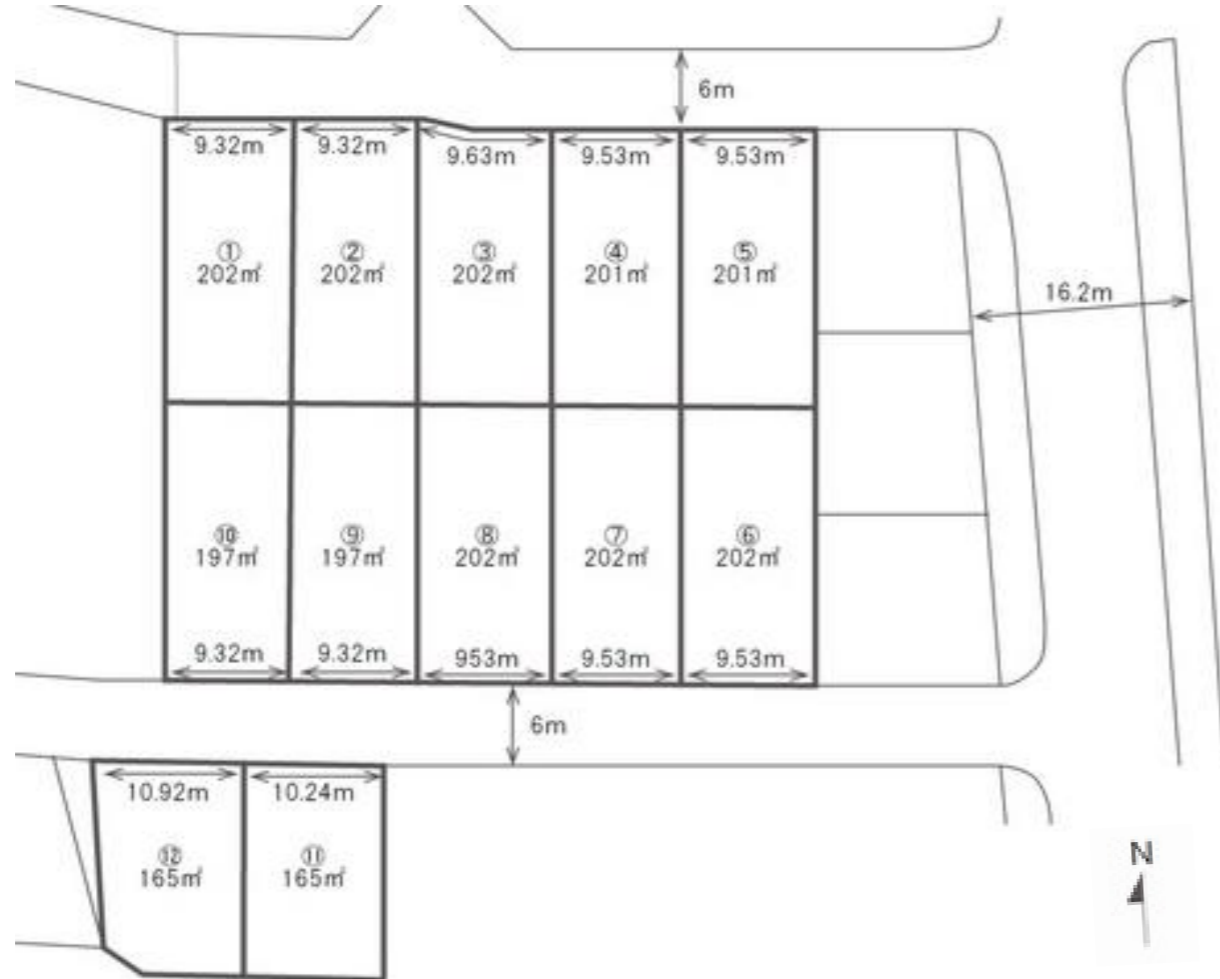 6m
9.32m
9.32m
9.63m
9.53m
9.53m
①
202㎡
②
202㎡
③
202㎡
④
201㎡
⑤
201㎡
16.2m
⑩
197㎡
⑨
197㎡
⑧
202㎡
⑦
202㎡
⑥
202㎡
9.32m
9.32m
953m
9.53m
9.53m
6m
10.92m
10.24m
⑫
165㎡
⑪
165㎡
N